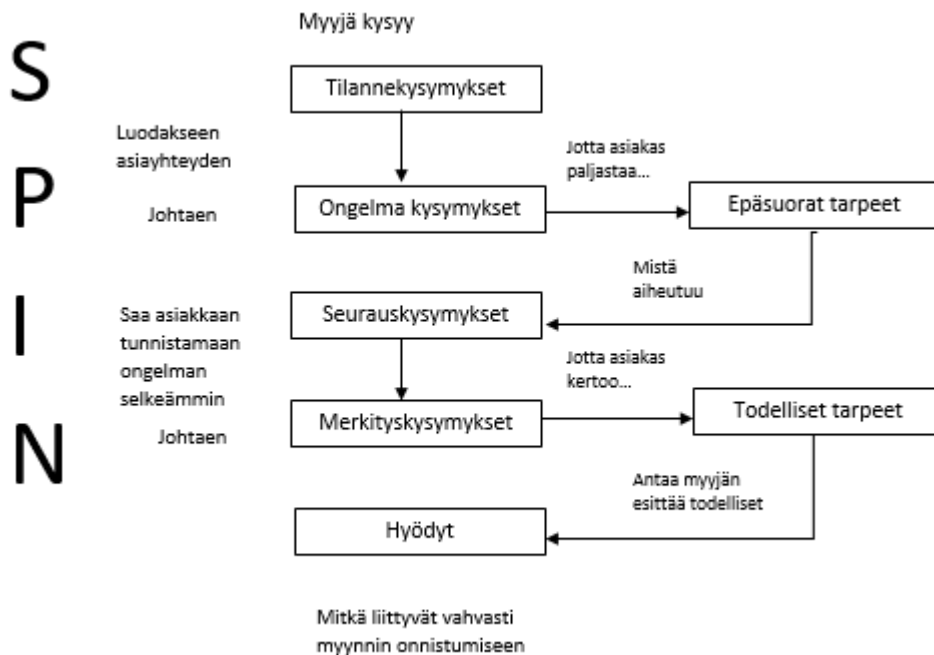 Myyjä kysyy
S
Tilannekysymykset
Luodakseen
asiayhteyden
Jotta asiakas
paljastaa...
P
Johtaen
Ongelma kysymykset
Epäsuorat tarpeet
Mistä
aiheutuu
I
Saa asiakkaan
tunnistamaan
ongelman
selkeämmin
Seurauskysymykset
Jotta asiakas
kertoo...
N
Johtaen
Merkityskysymykset
Todelliset tarpeet
Antaa myyjän
esittää todelliset
Hyödyt
Mitkä liittyvät vahvasti
myynnin onnistumiseen